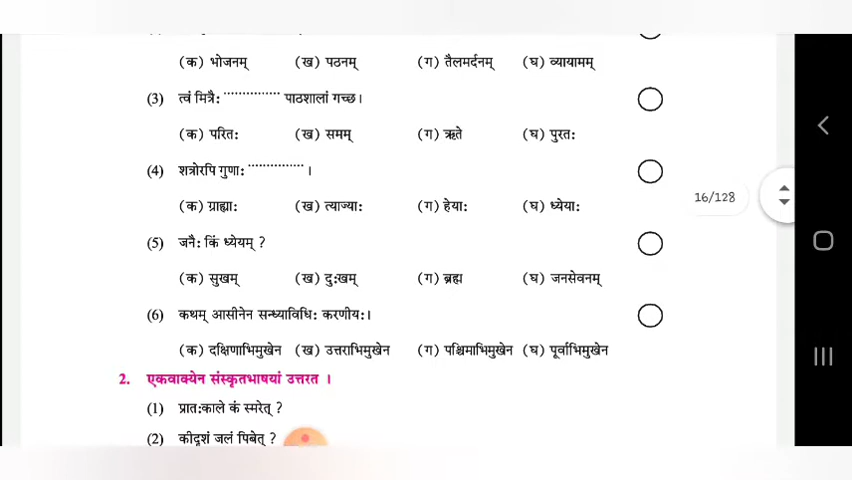 (क) भोजनम् (ख) पठनम् (ग) तैलमर्दनम् (घ) व्यायामम्
(3) त्वं मित्रै: ............... पाठशालां गच्छ।
(क) परित: (ख) समम् (ग) ऋते (घ) पुरत:
(4) शत्रोरपि गुणा: ............... ।
(क) ग्राह्या: (ख) त्याज्या: (ग) हेया: (घ) ध्येया:
(5) जनै: किं ध्येयम् ?
(क) सुखम् (ख) दु:खम् (ग) ब्रह्म (घ) जनसेवनम्
(6) कथम् आसीनेन सन्ध्याविधि: करणीय:।
(क) दक्षिणाभिमुखेन (ख) उत्तराभिमुखेन (ग) पश्चिमाभिमुखेन (घ) पूर्वाभिमुखेन
2. एकवाक्येन संस्कृतभाषयां उत्तरत ।
(1) प्रात:काले कं स्मरेत् ?
(2) कीदृशं जलं पिबेत् ?
16/128